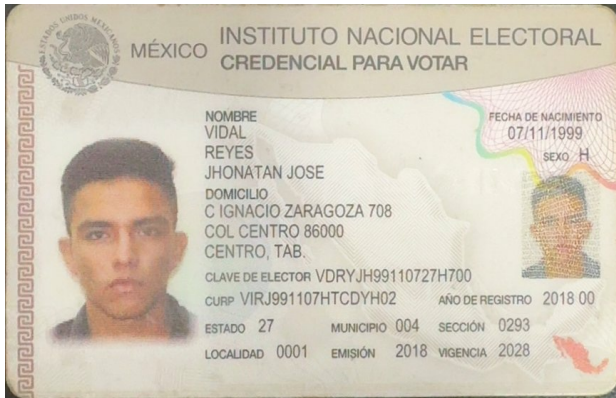 MÉXICO
INSTITUTO NACIONAL ELECTORAL
CREDENCIAL PARA VOTAR
NOMBRE
VIDAL
REYES
JHONATAN JOSE
FECHA DE NACIMIENTO
07/11/1999
SEXO H
DOMICILIO
C IGNACIO ZARAGOZA 708
COL CENTRO 86000
CENTRO, TAB.
CLAVE DE ELECTOR VDRYJH99110727H700
CURP VIRJ991107HTCDYH02 AÑO DE REGISTRO 2018 00
ESTADO 27 MUNICIPIO 004 SECCIÓN 0293
LOCALIDAD 0001 EMISIÓN 2018 VIGENCIA 2028